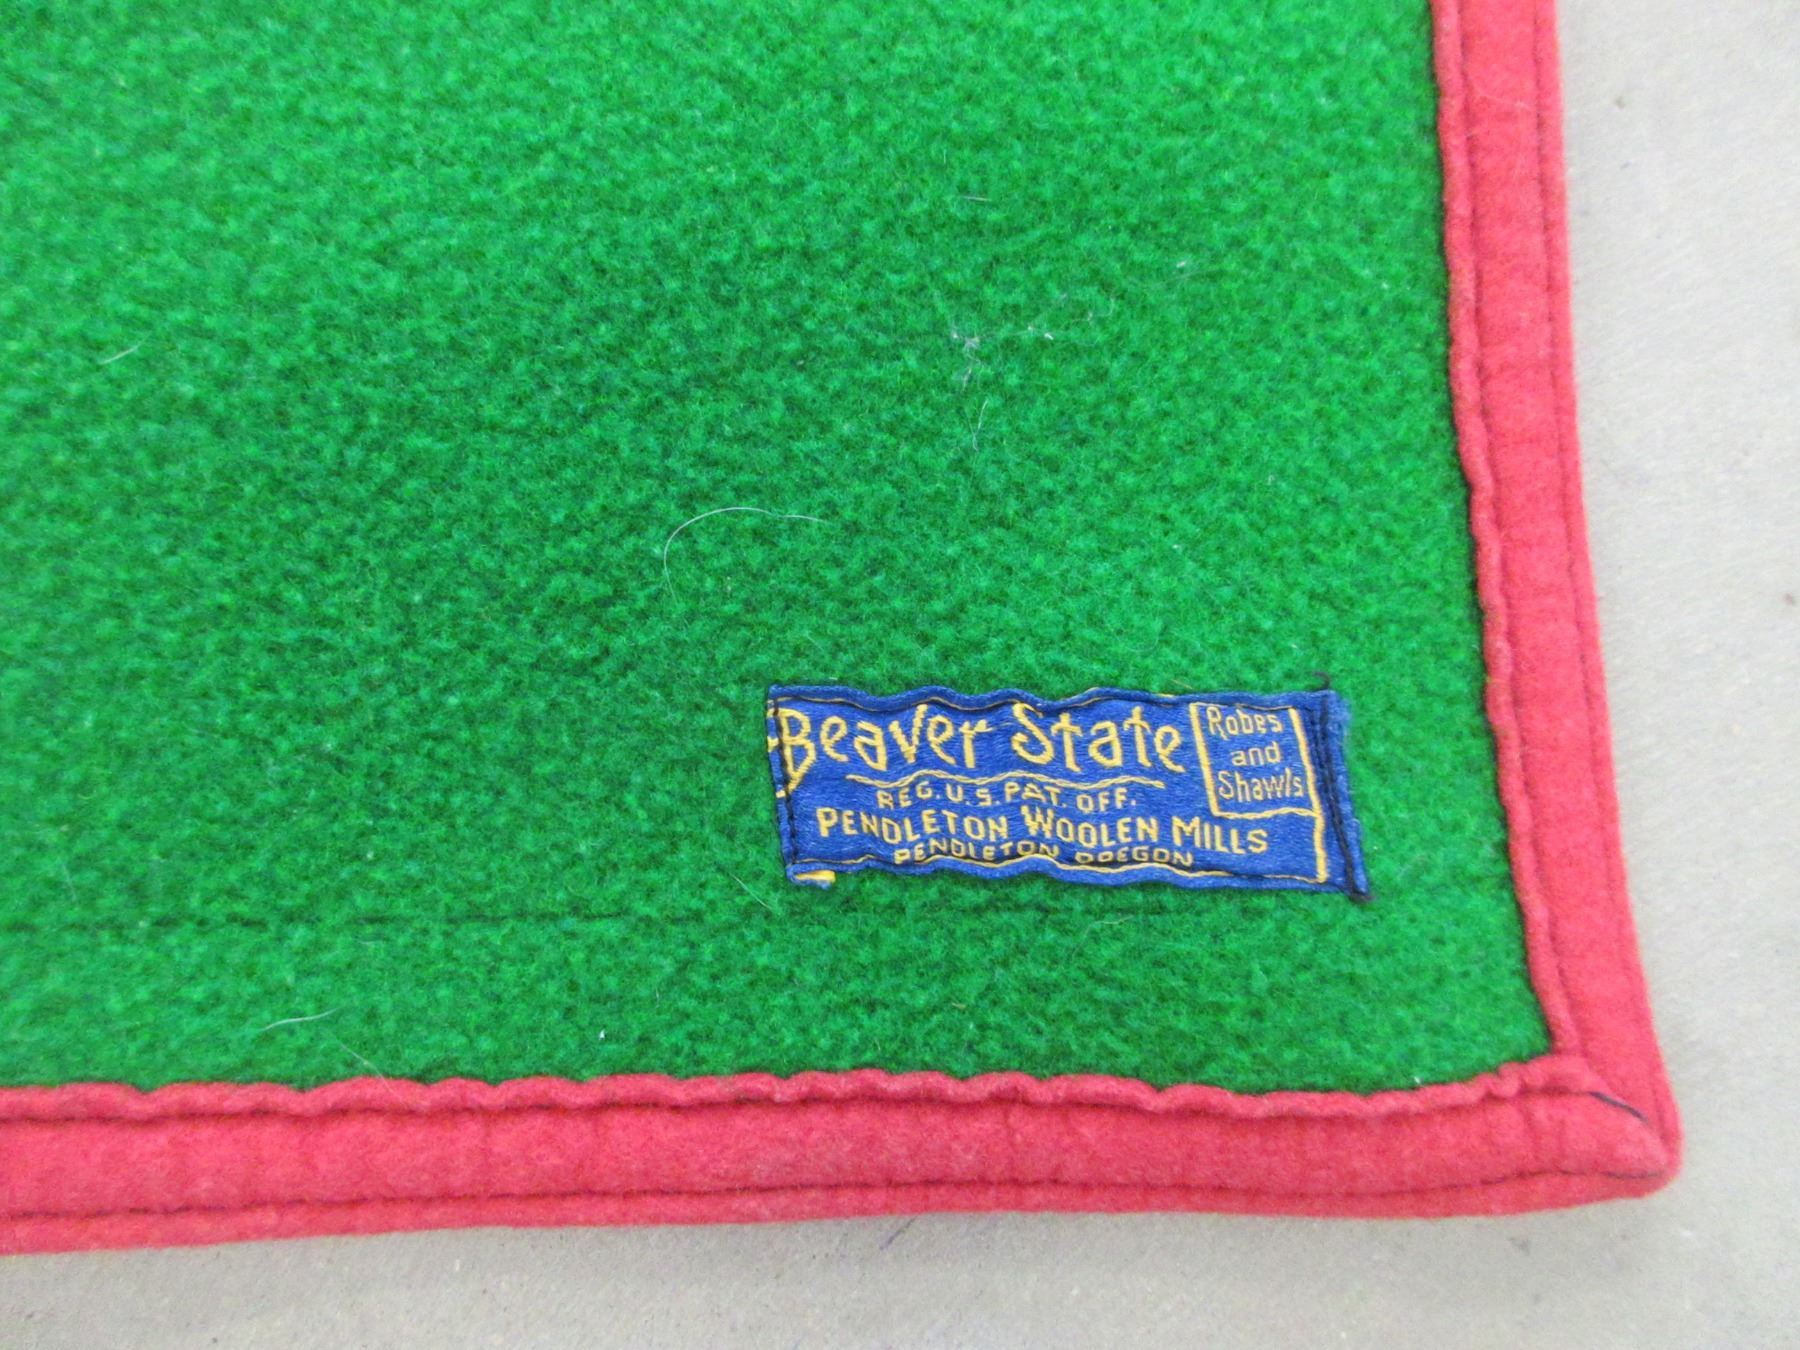 Beaver State
Robes
and
Shawls
REG. U. S. PAT. OFF.
PENDLETON WOOLEN MILLS
PENDLETON OREGON